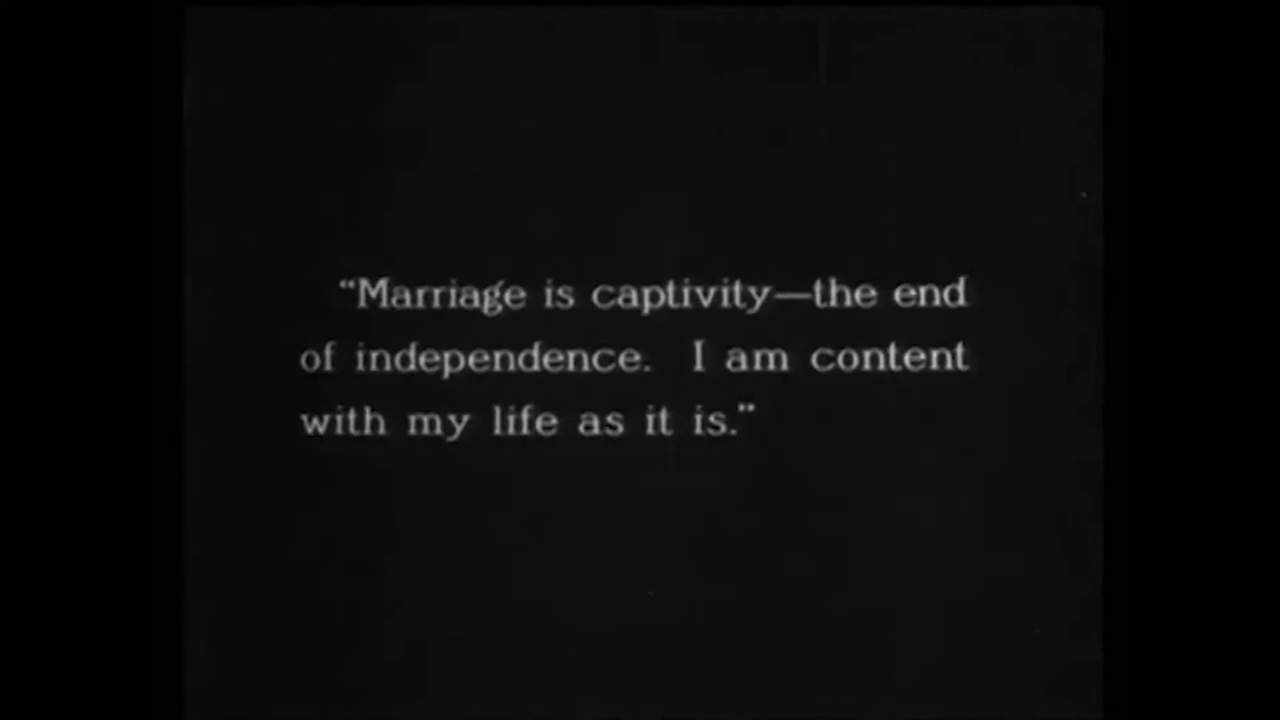 “Marriage is captivity—the end
of independence. I am content
with my life as it is.”